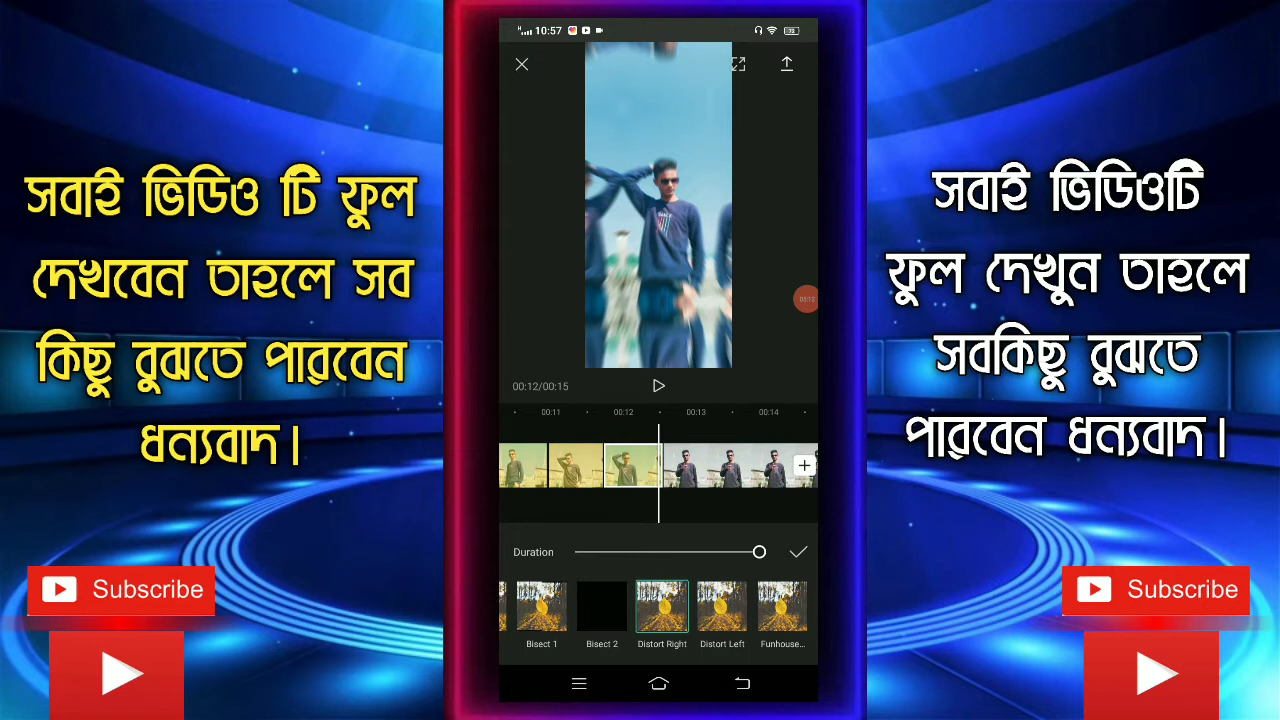 সবাই ভিডিও টি ফুল
দেখবেন তাহলে সব
কিছু বুঝতে পারবেন
ধন্যবাদ।
Subscribe
10:57
00:12/00:15
00:11
00:12
00:13
00:14
Duration
Bisect 1
Bisect 2
Distort Right
Distort Left
Funhouse...
সবাই ভিডিওটি
ফুল দেখুন তাহলে
সবকিছু বুঝতে
পারবেন ধন্যবাদ।
Subscribe